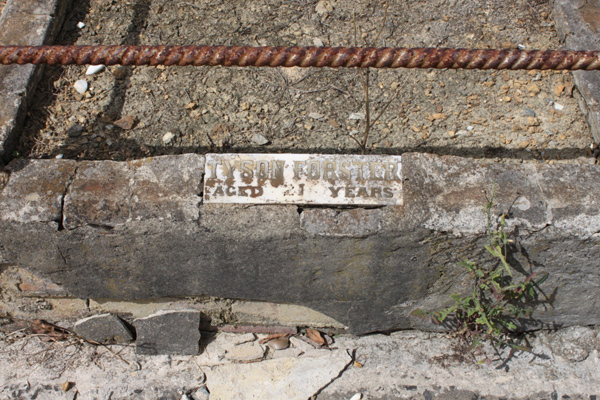 TYSON FORSTER
AGED 21 YEARS